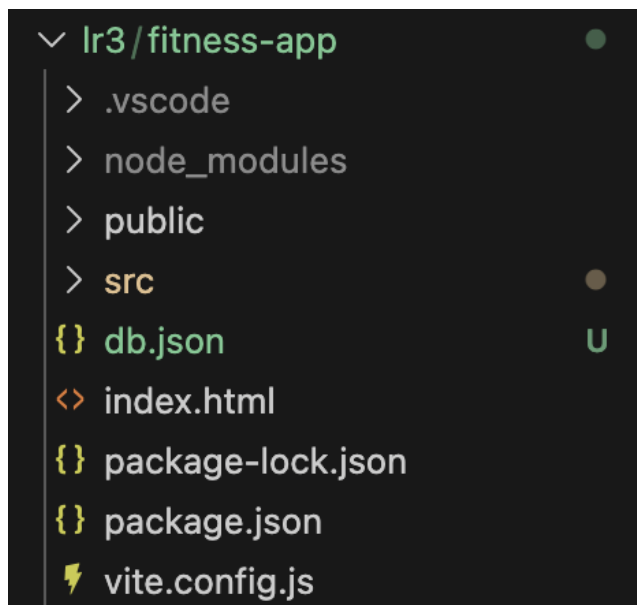 lr3/fitness-app
.vscode
node_modules
public
src
{} db.json U
<> index.html
{} package-lock.json
{} package.json
vite.config.js